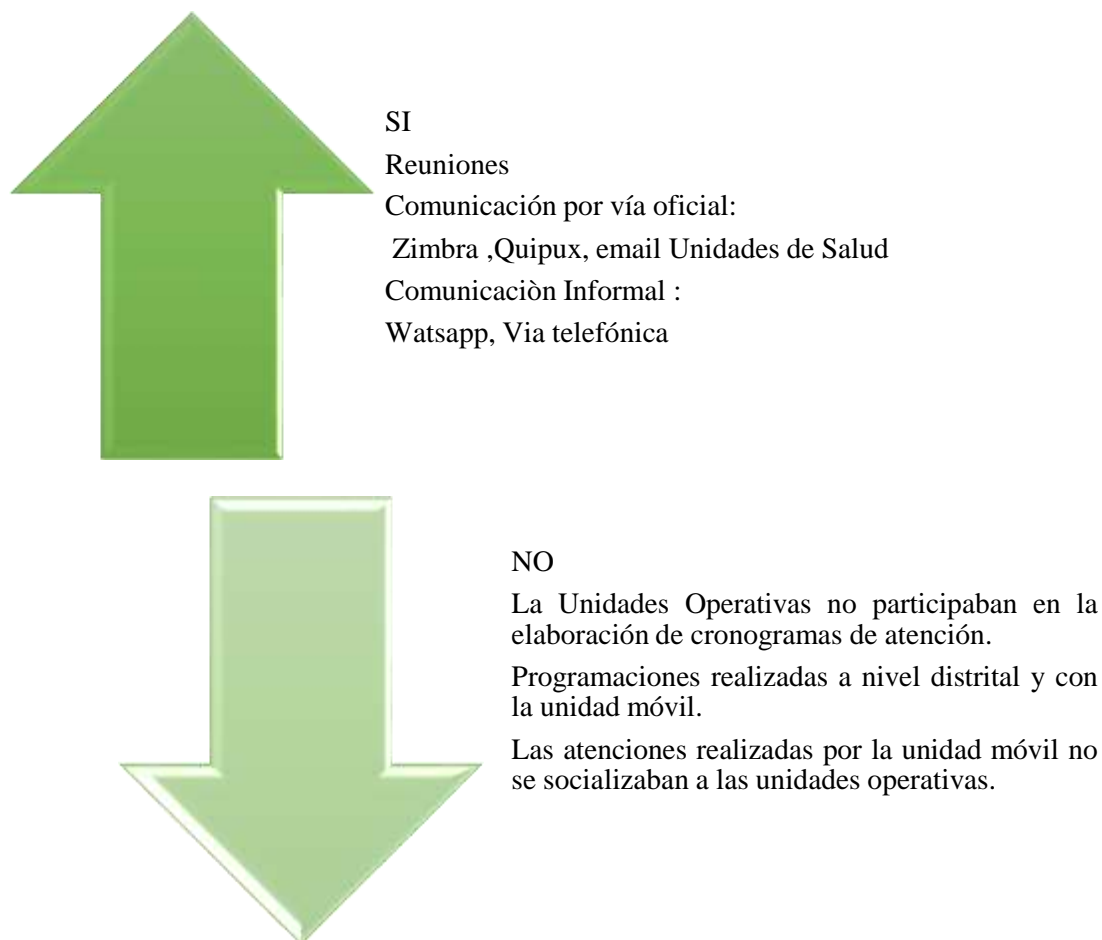 SI
Reuniones
Comunicación por vía oficial:
Zimbra ,Quipux, email Unidades de Salud
Comunicaciòn Informal :
Watsapp, Via telefónica
NO
La Unidades Operativas no participaban en la
elaboración de cronogramas de atención.
Programaciones realizadas a nivel distrital y con
la unidad móvil.
Las atenciones realizadas por la unidad móvil no
se socializaban a las unidades operativas.